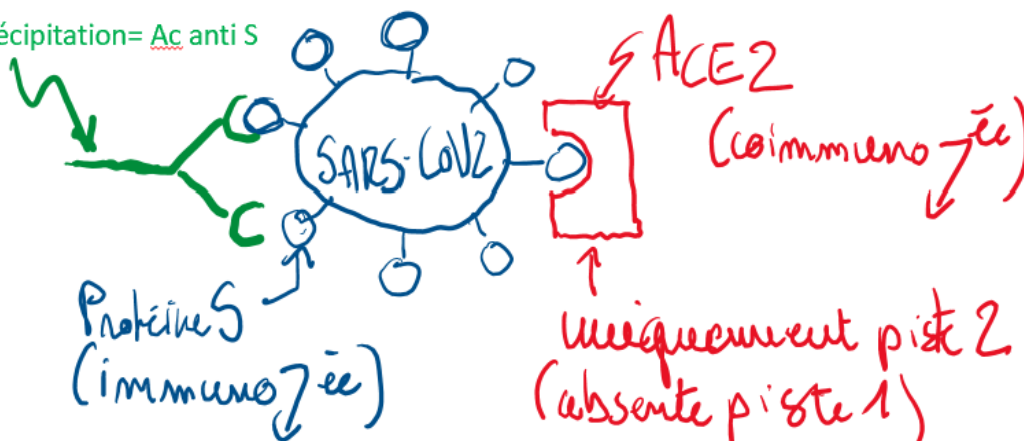 écipitation= Ac anti S
ACE2
(coimmuno ée)
SARS-CoV2
Protéine S
(immuno ée)
uniquement piste 2
(absente piste 1)